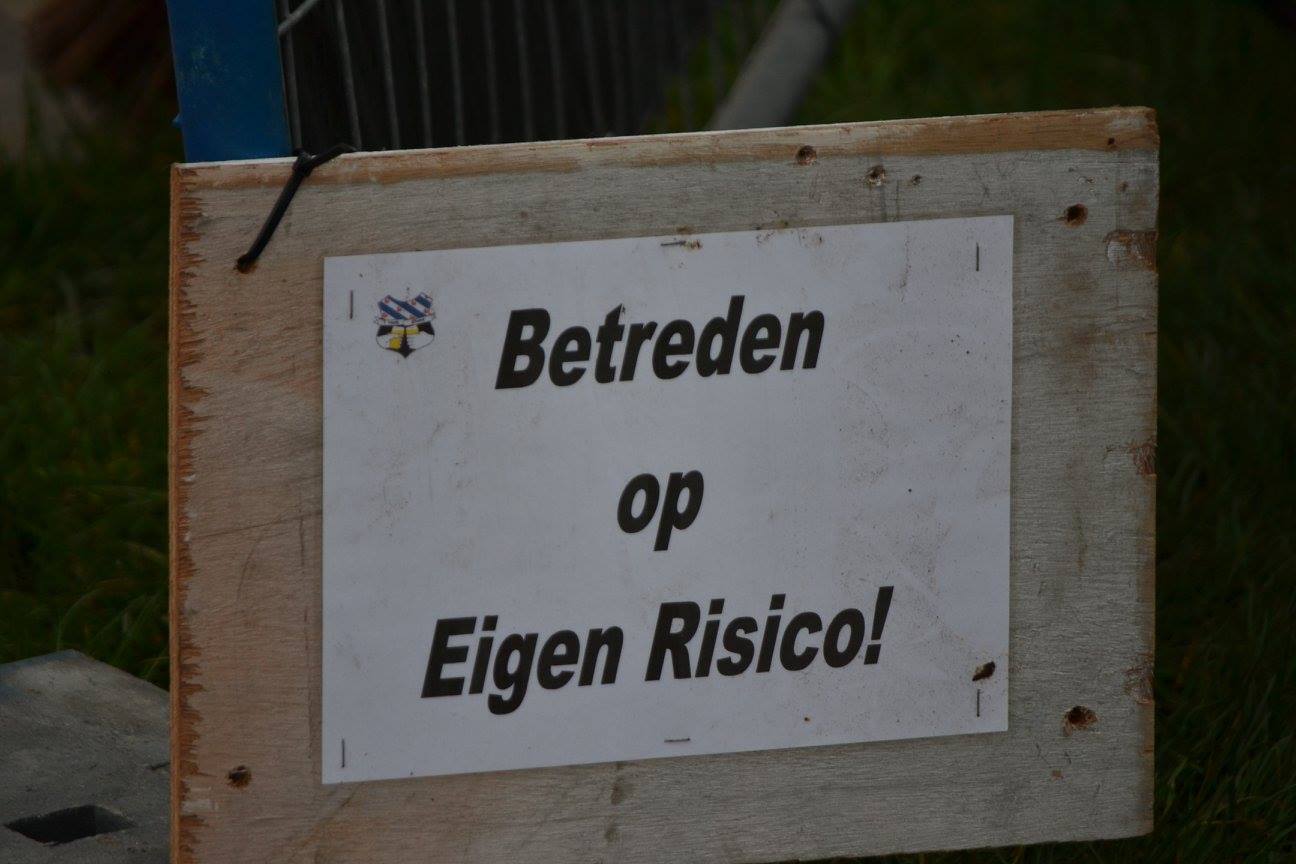 Betreden
op
Eigen Risico!